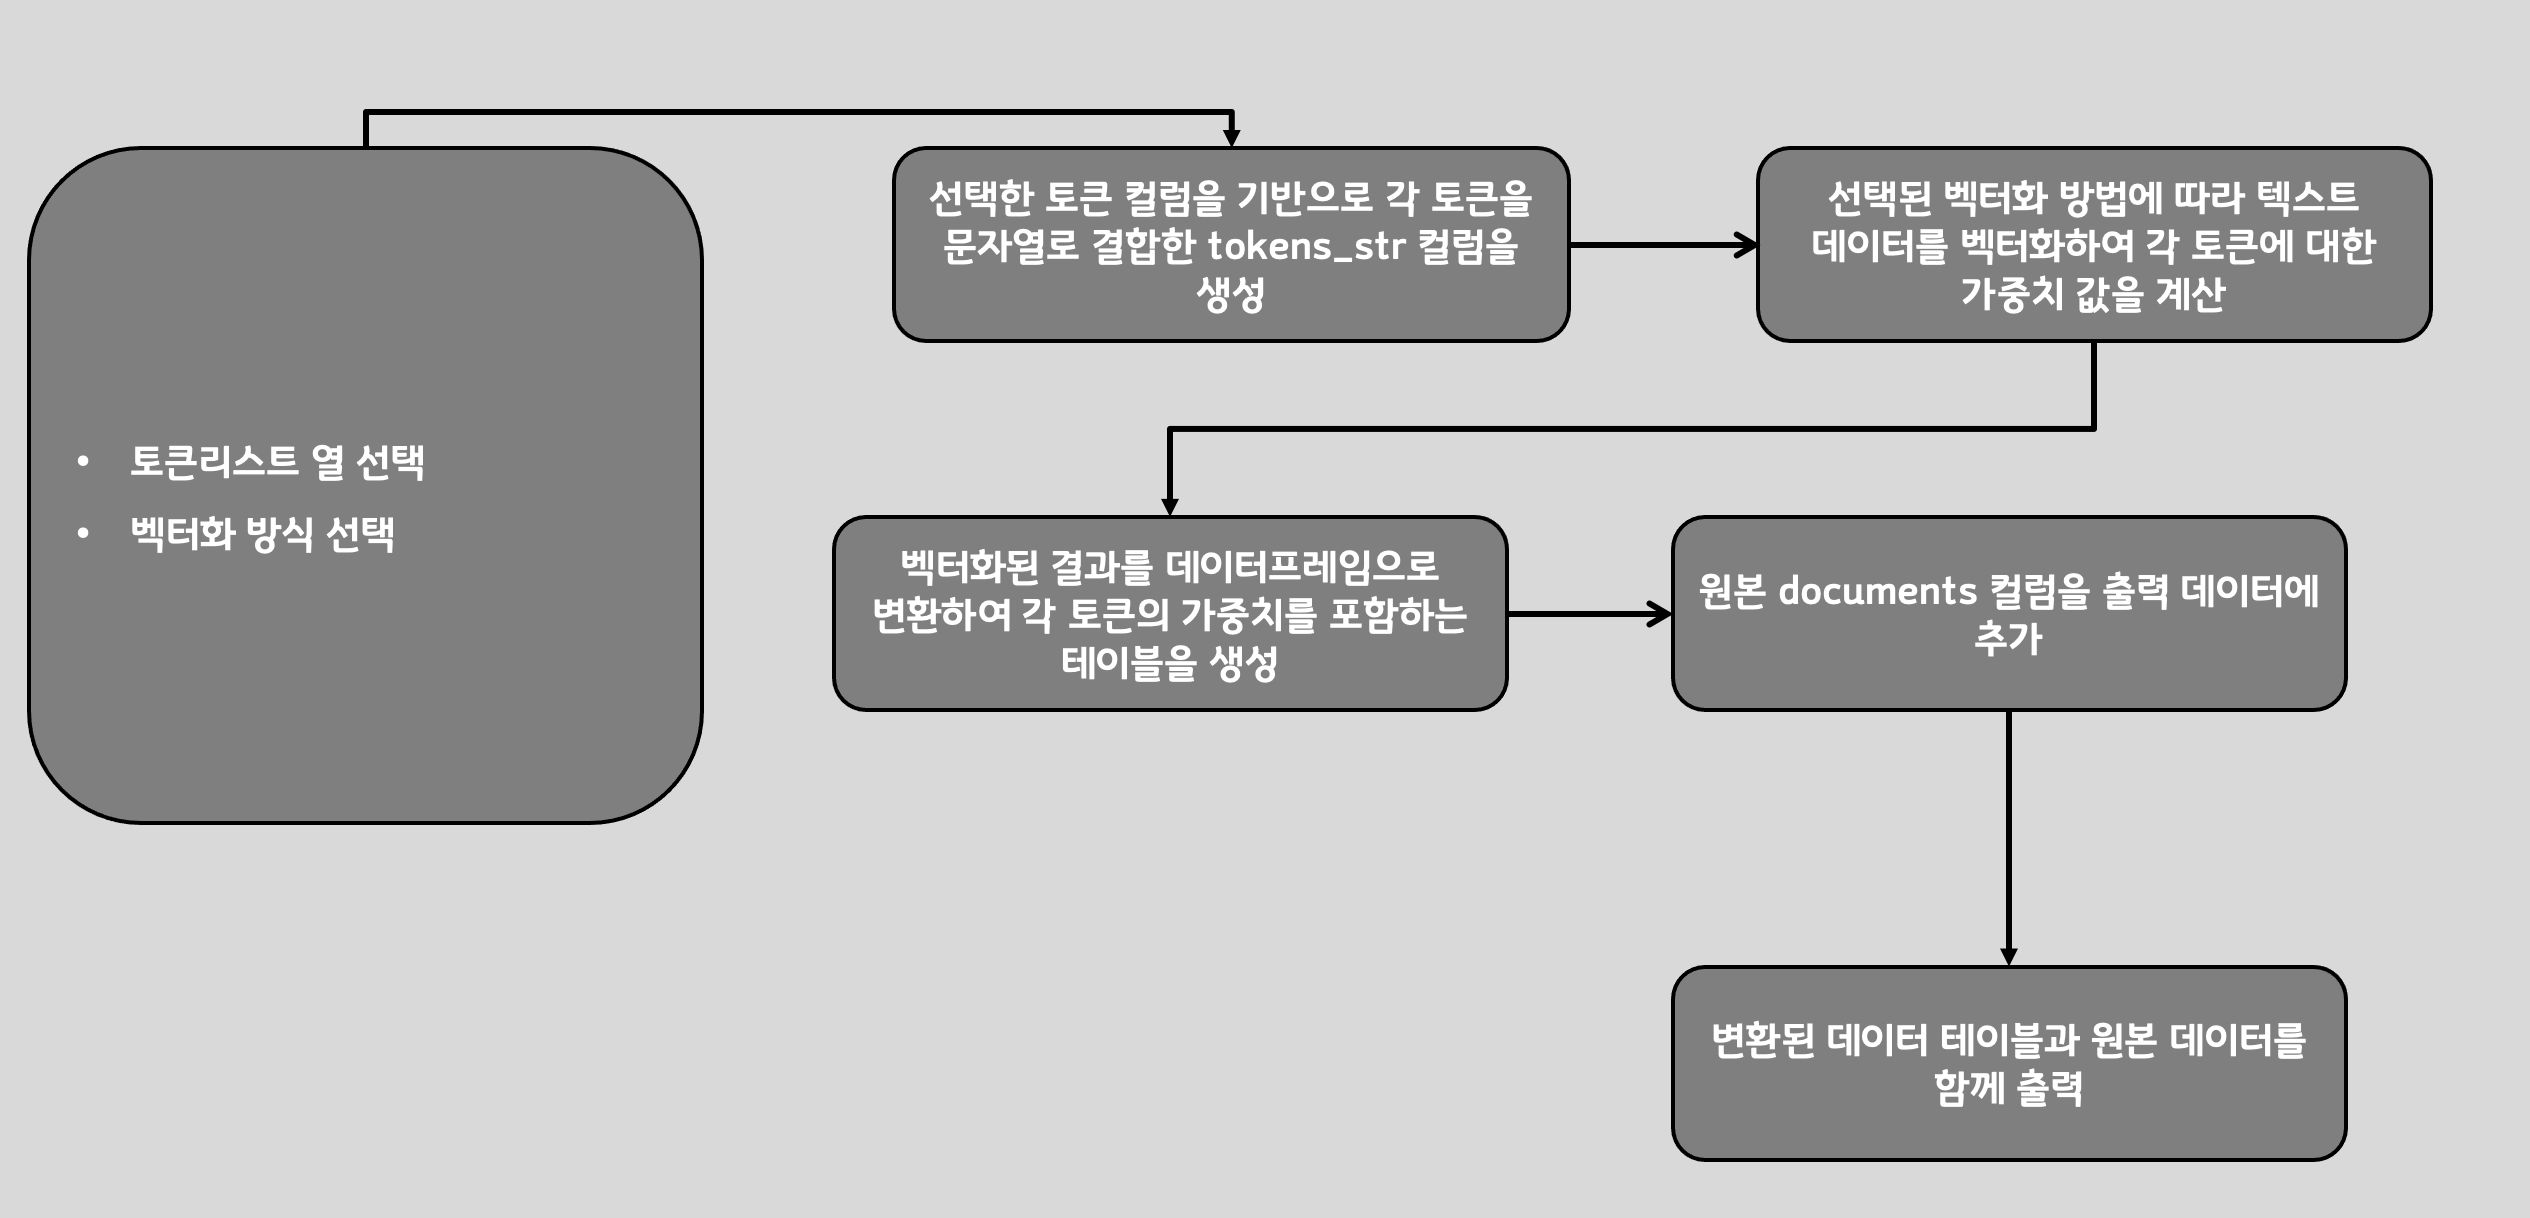 • 토큰리스트 열 선택
• 벡터화 방식 선택
선택한 토큰 컬럼을 기반으로 각 토큰을
문자열로 결합한 tokens_str 컬럼을
생성
선택된 벡터화 방법에 따라 텍스트
데이터를 벡터화하여 각 토큰에 대한
가중치 값을 계산
벡터화된 결과를 데이터프레임으로
변환하여 각 토큰의 가중치를 포함하는
테이블을 생성
원본 documents 컬럼을 출력 데이터에
추가
변환된 데이터 테이블과 원본 데이터를
함께 출력